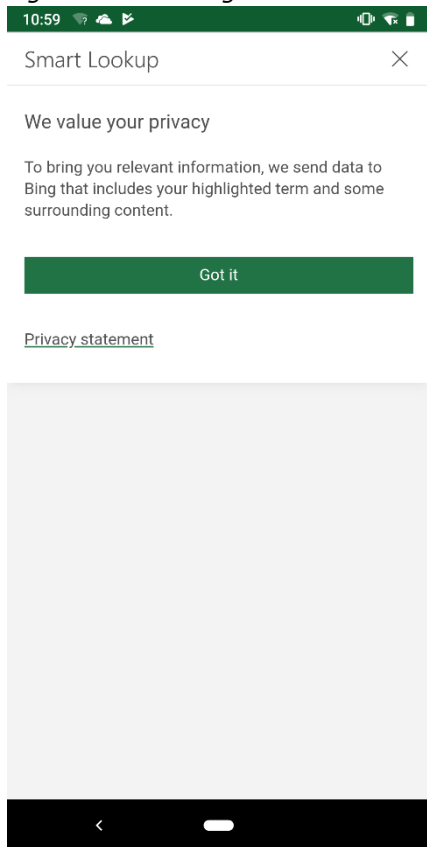 10:59
Smart Lookup
We value your privacy
To bring you relevant information, we send data to
Bing that includes your highlighted term and some
surrounding content.
Got it
Privacy statement